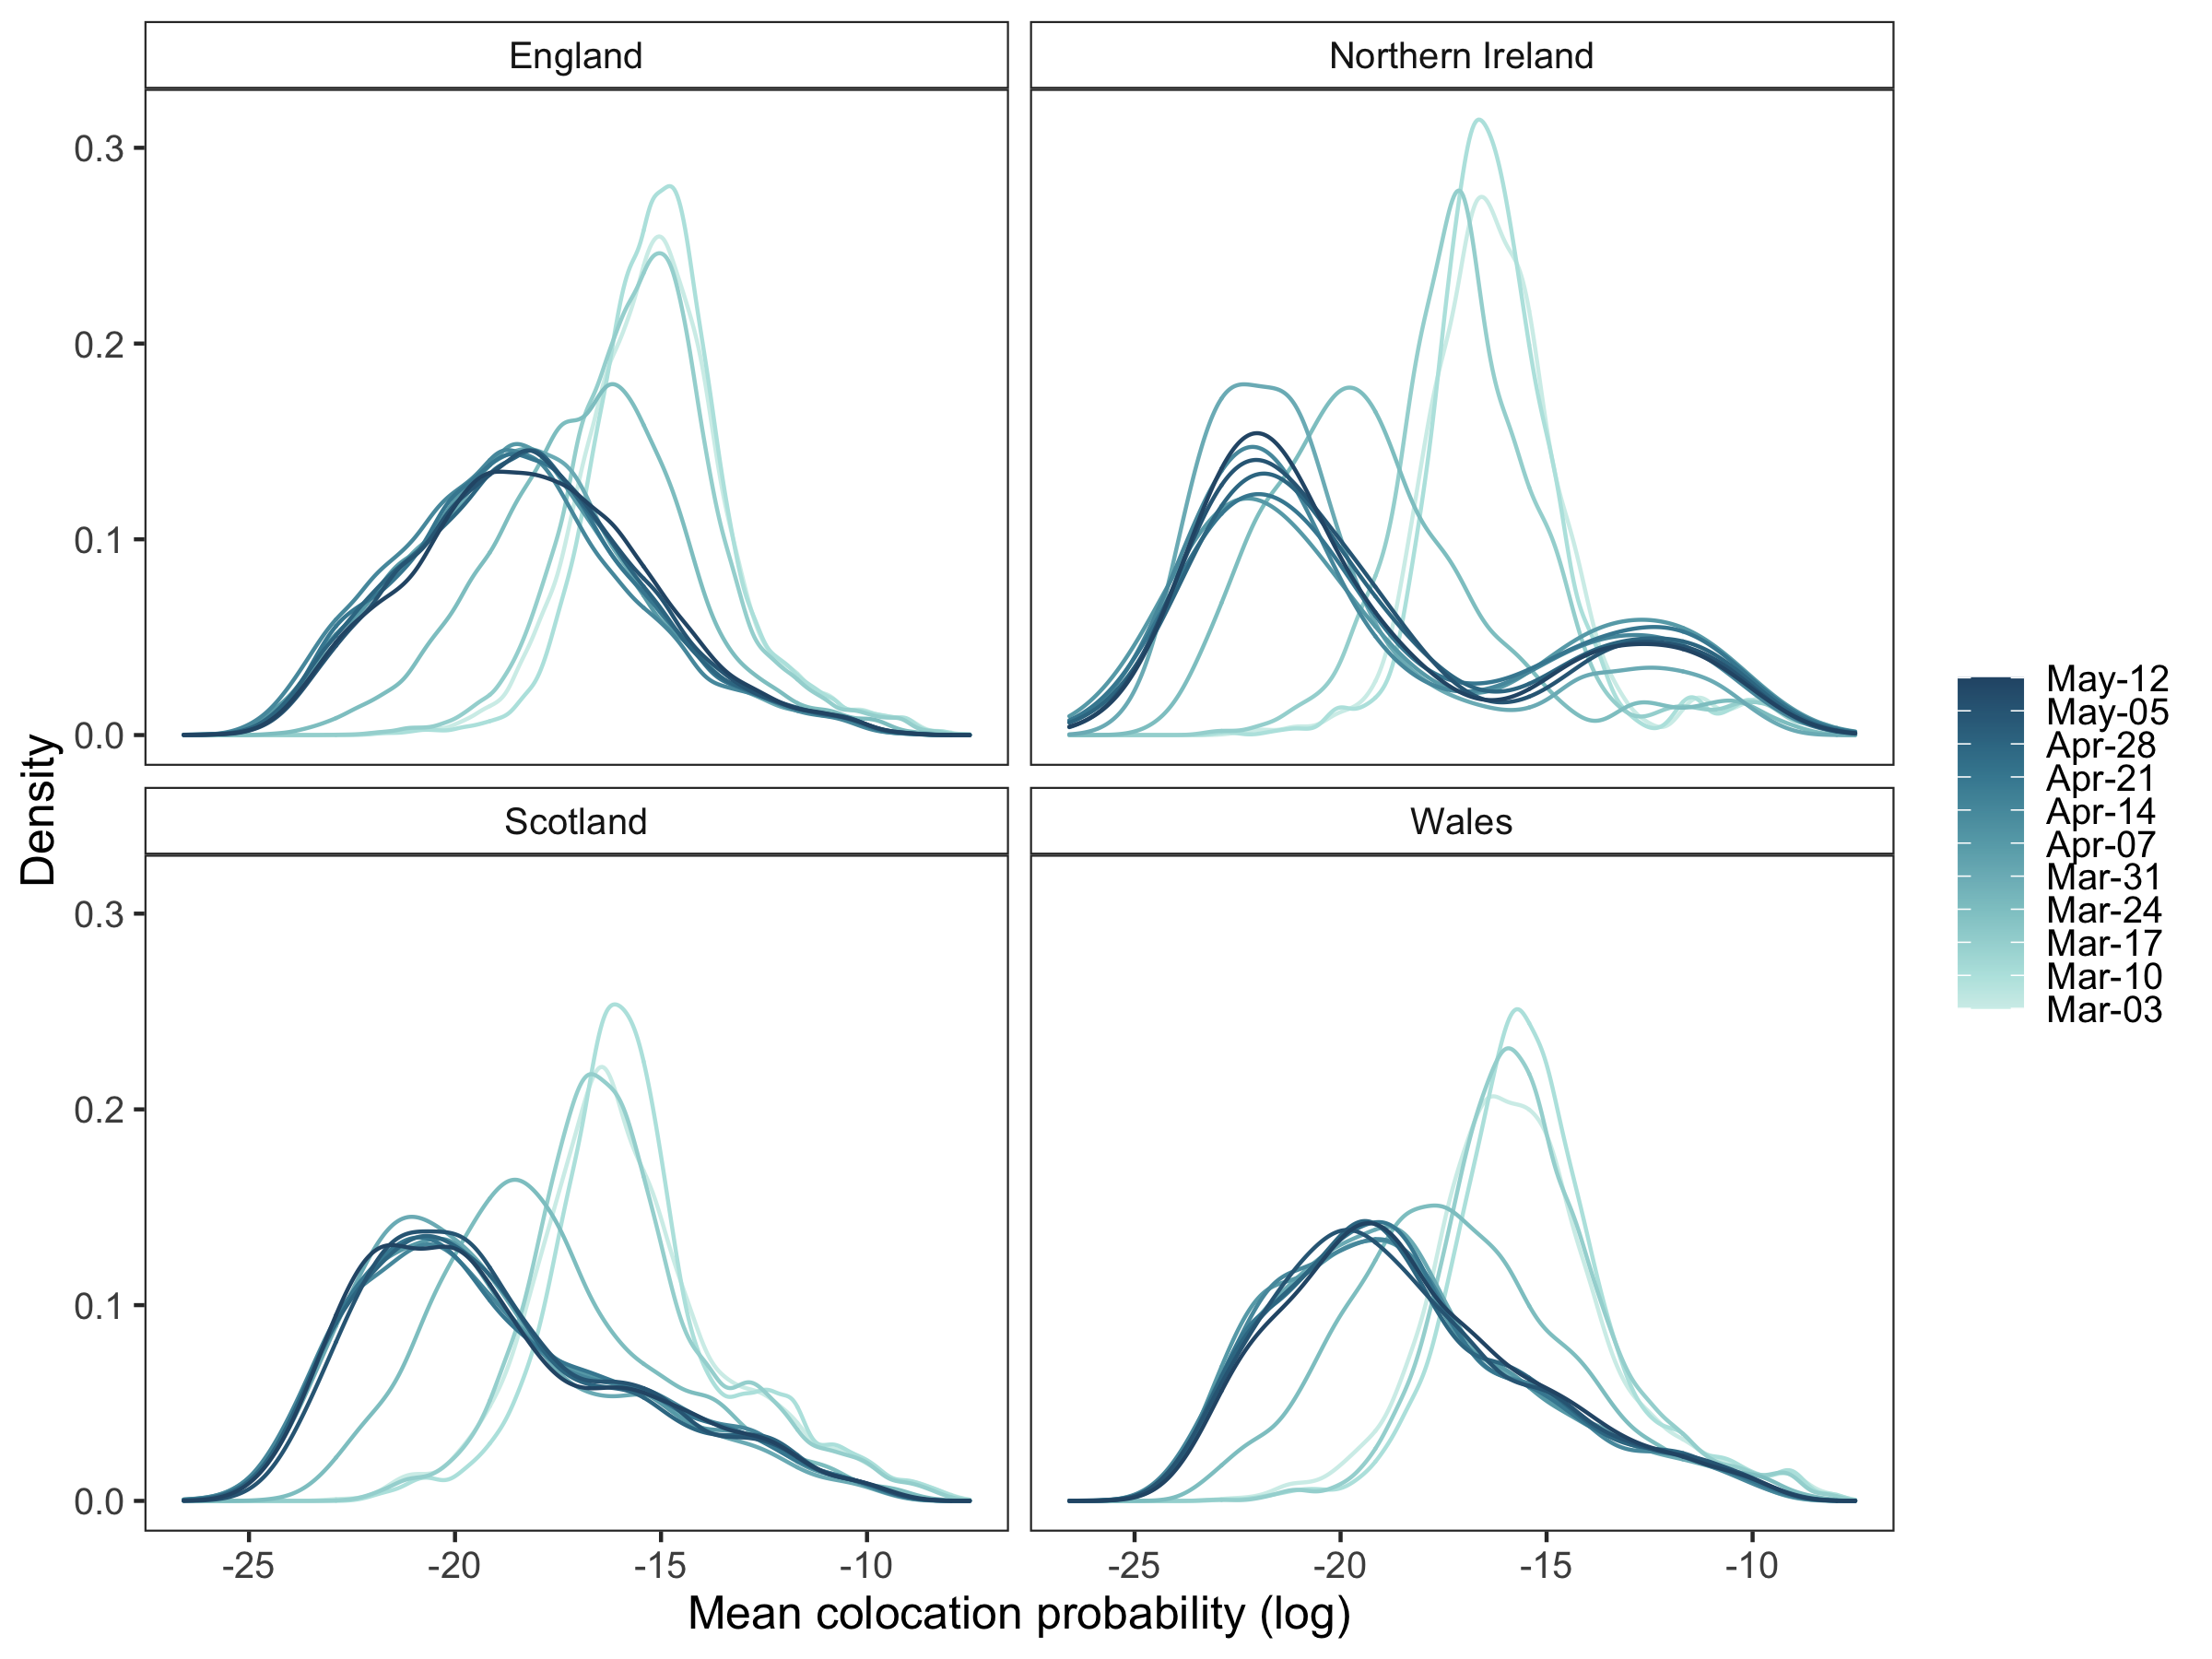 England
Northern Ireland
0.3
0.2
0.1
0.0
Scotland
Wales
0.3
0.2
0.1
0.0
-25
-20
-15
-10
-25
-20
-15
-10
Mean colocation probability (log)
Density
May-12
May-05
Apr-28
Apr-21
Apr-14
Apr-07
Mar-31
Mar-24
Mar-17
Mar-10
Mar-03